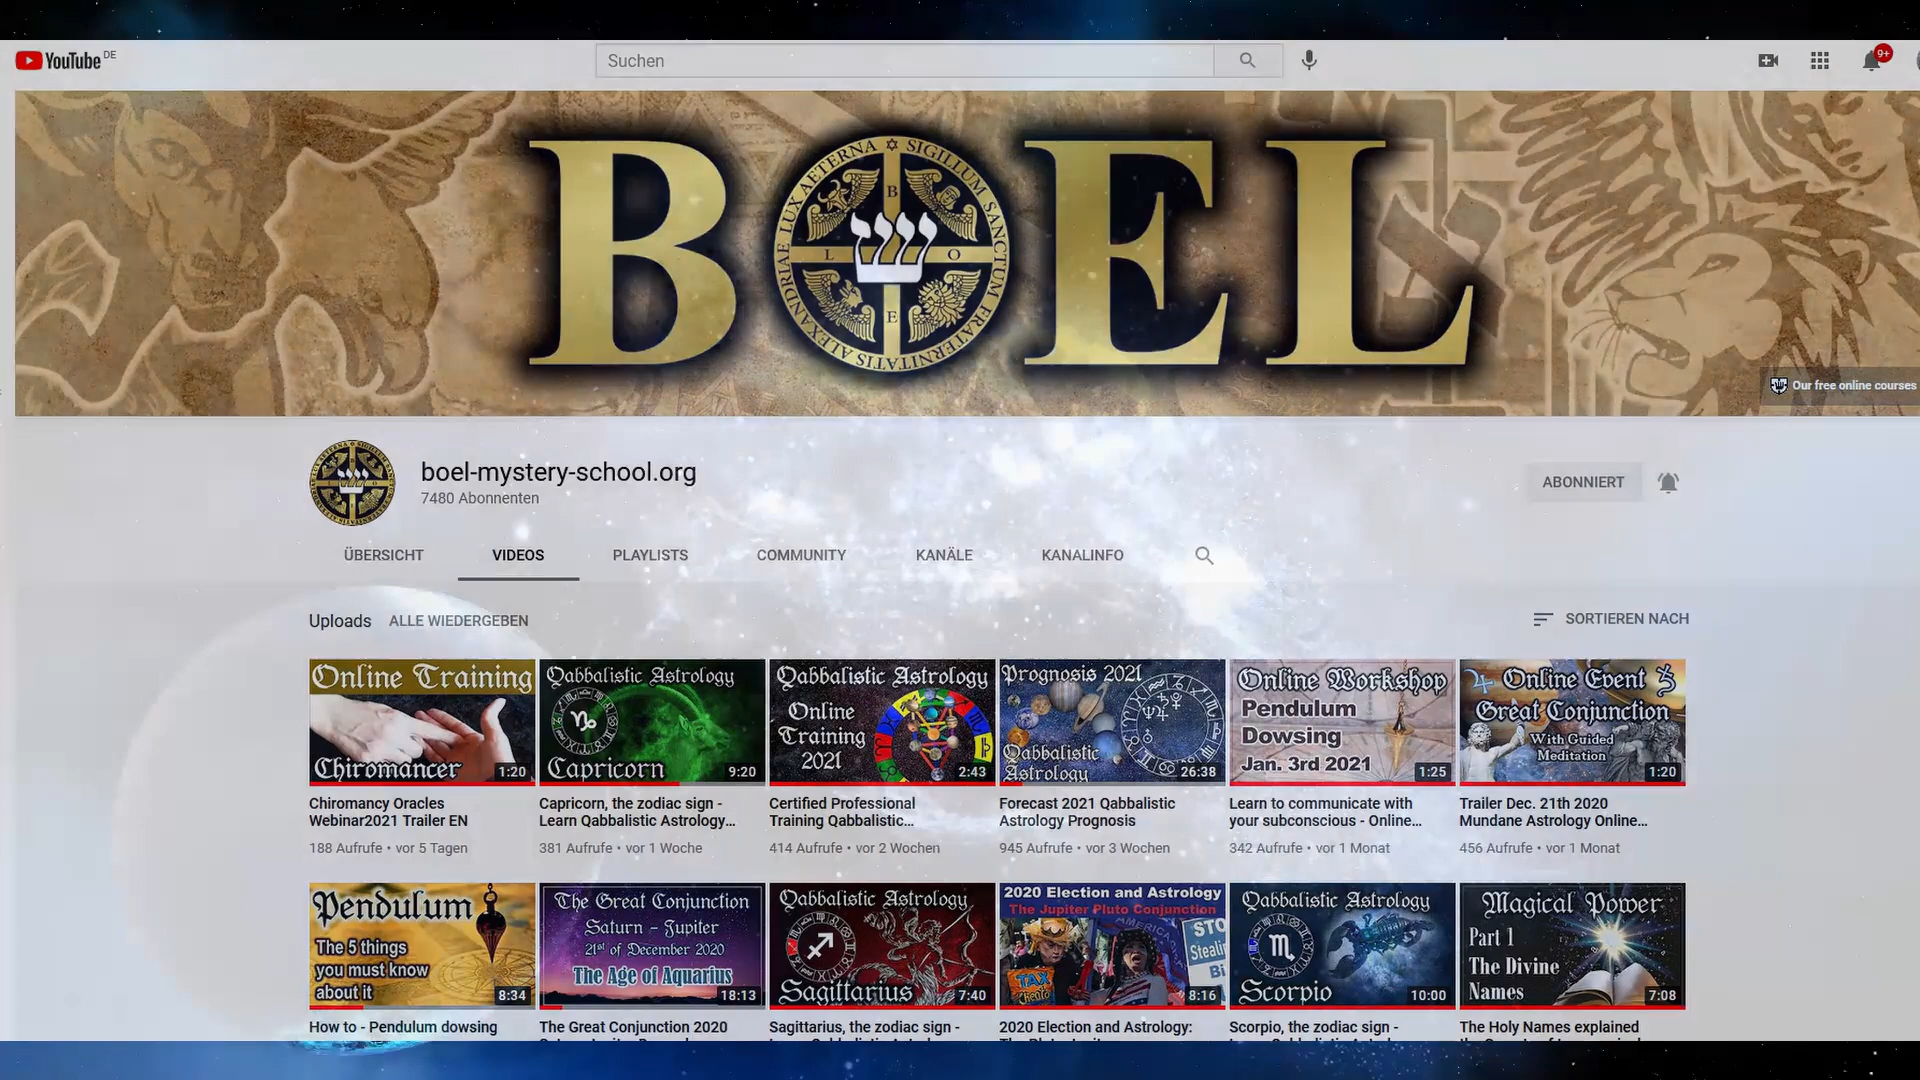 YouTube DE
Suchen
9+
BOEL
SIGILLUM SANCTUM FRATERNITATIS ALEXANDRIAE LUX AETERNA
B
L O
E
Our free online courses
boel-mystery-school.org
7480 Abonnenten
ABONNIERT
ÜBERSICHT VIDEOS PLAYLISTS COMMUNITY KANÄLE KANALINFO
Uploads ALLE WIEDERGEBEN
SORTIEREN NACH
Online Training
Chiromancer
1:20
Chiromancy Oracles
Webinar2021 Trailer EN
188 Aufrufe • vor 5 Tagen
Qabbalistic Astrology
Capricorn
9:20
Capricorn, the zodiac sign -
Learn Qabbalistic Astrology...
381 Aufrufe • vor 1 Woche
Qabbalistic Astrology
Online
Training
2021
2:43
Certified Professional
Training Qabbalistic...
414 Aufrufe • vor 2 Wochen
Prognosis 2021
Qabbalistic
Astrology
26:38
Forecast 2021 Qabbalistic
Astrology Prognosis
945 Aufrufe • vor 3 Wochen
Online Workshop
Pendulum
Dowsing
Jan. 3rd 2021
1:25
Learn to communicate with
your subconscious - Online...
342 Aufrufe • vor 1 Monat
Online Event
Great Conjunction
With Guided
Meditation
1:20
Trailer Dec. 21th 2020
Mundane Astrology Online...
456 Aufrufe • vor 1 Monat
Pendulum
The 5 things
you must know
about it
8:34
How to - Pendulum dowsing
The Great Conjunction
Saturn - Jupiter
21st of December 2020
The Age of Aquarius
18:13
The Great Conjunction 2020
Qabbalistic Astrology
Sagittarius
7:40
Sagittarius, the zodiac sign -
2020 Election and Astrology
The Jupiter Pluto Conjunction
TAX
8:16
2020 Election and Astrology:
Qabbalistic Astrology
Scorpio
10:00
Scorpio, the zodiac sign -
Magical Power
Part 1
The Divine
Names
7:08
The Holy Names explained